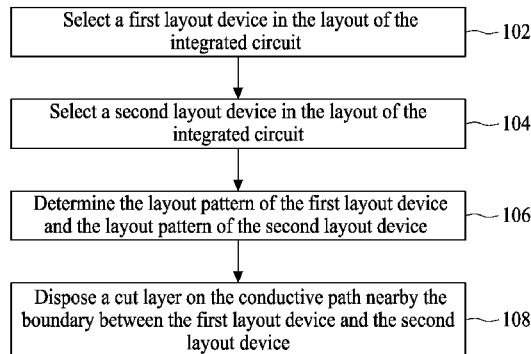 Select a first layout device in the layout of the
integrated circuit
102
Select a second layout device in the layout of the
integrated circuit
104
Determine the layout pattern of the first layout device
and the layout pattern of the second layout device
106
Dispose a cut layer on the conductive path nearby the
boundary between the first layout device and the second
layout device
108